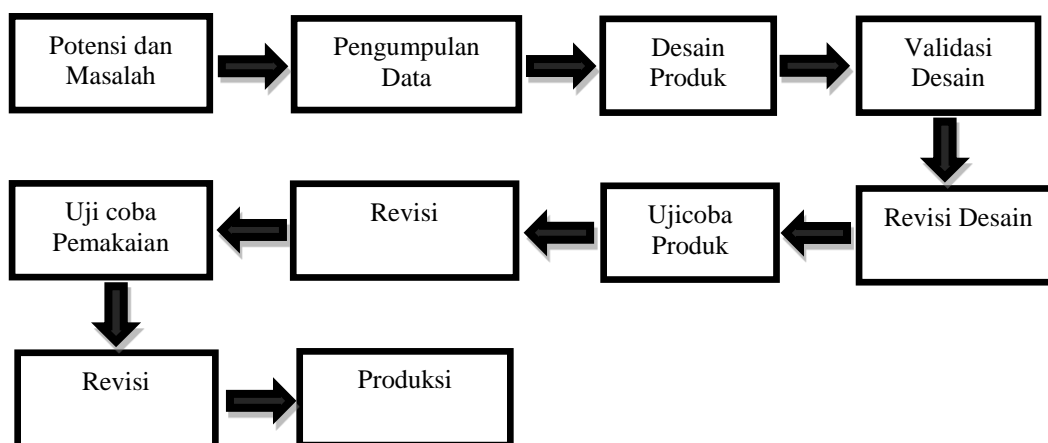 Potensi dan
Masalah
Pengumpulan
Data
Desain
Produk
Validasi
Desain
Revisi Desain
Ujicoba
Produk
Revisi
Uji coba
Pemakaian
Revisi
Produksi